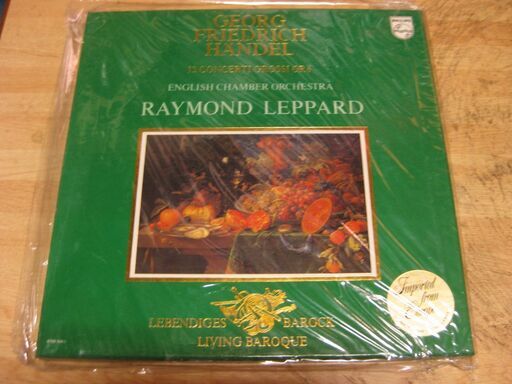 GEORG
FRIEDRICH
HÄNDEL
PHILIPS
12 CONCERTI GROSSI OP. 6
ENGLISH CHAMBER ORCHESTRA
RAYMOND LEPPARD
Imported
from
Europe
LEBENDIGES BAROCK
LIVING BAROQUE